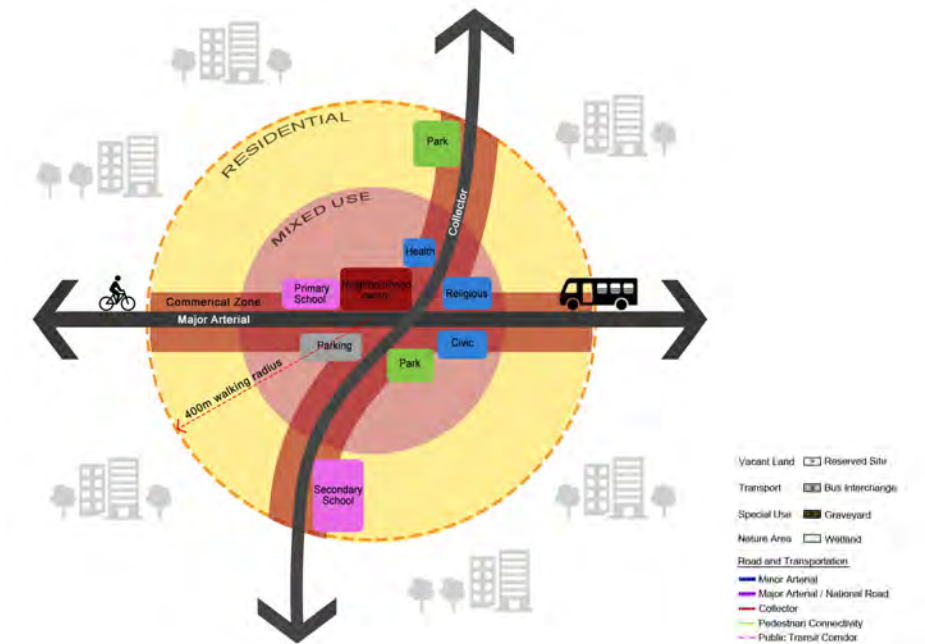 RESIDENTIAL
Park
MIXED USE
Collector
Health
Primary
School
Religious
Commerical Zone
Major Arterial
Parking
Civic
Park
400m walking radius
Secondary
School
Vacant Land Reserved Site
Transport Bus Interchange
Special Use Graveyard
Nature Area Wetland
Road and Transportation
Minor Arterial
Major Arterial / National Road
Collector
Pedestrian Connectivity
Public Transit Corridor